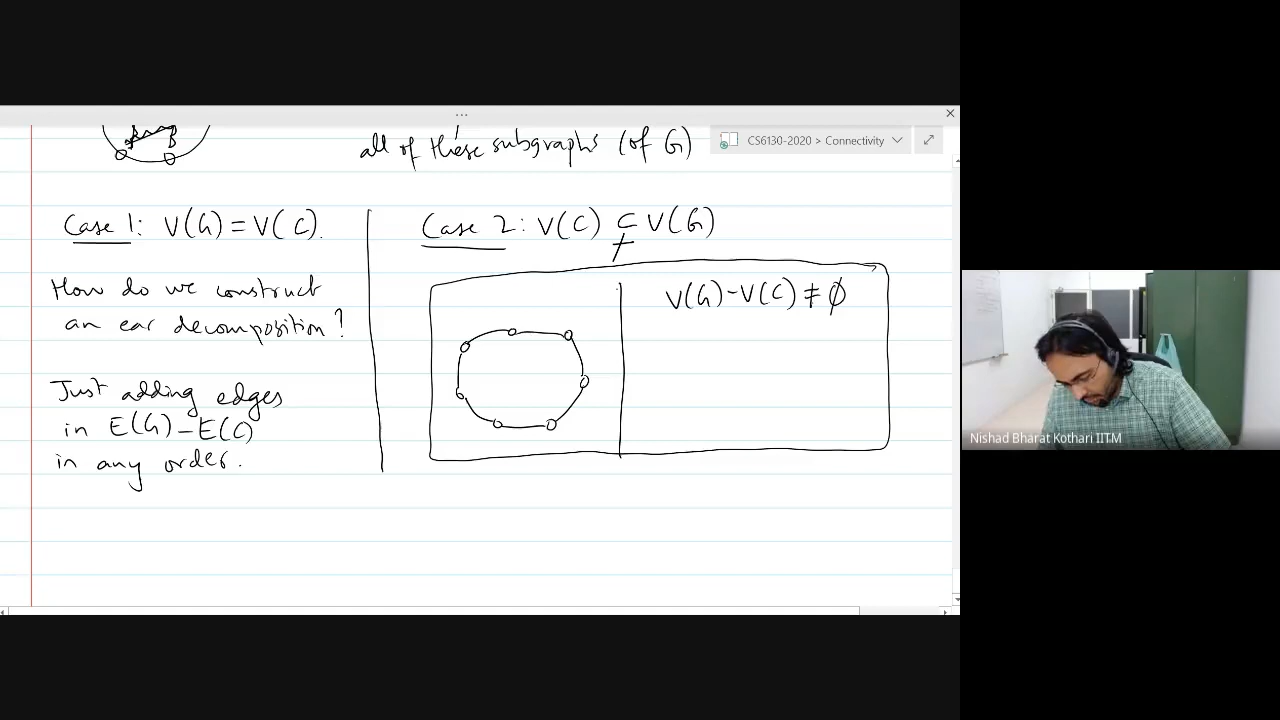 all of these subgraphs (of G)
CS6130-2020 > Connectivity
Case 1: V(G) = V(C).
How do we construct
an ear decomposition?
Just adding edges
in E(G) - E(C)
in any order.
Case 2: V(C) ⊊ V(G)
V(G) - V(C) ≠ ∅
Nishad Bharat Kothari IITM